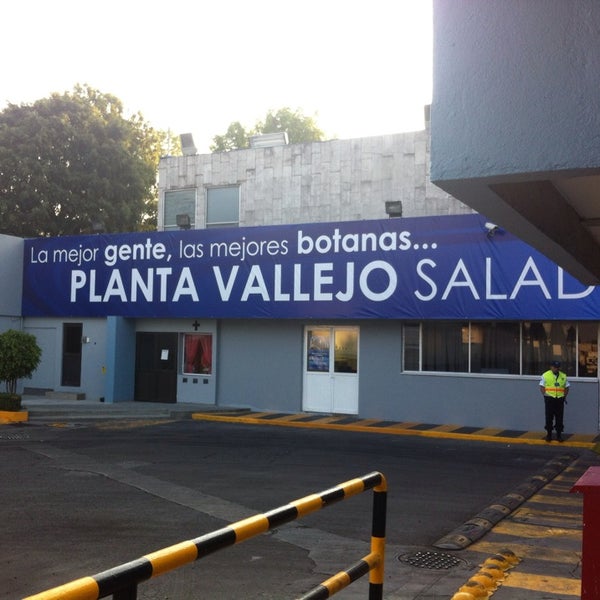 La mejor gente, las mejores botanas...
PLANTA VALLEJO SALAD